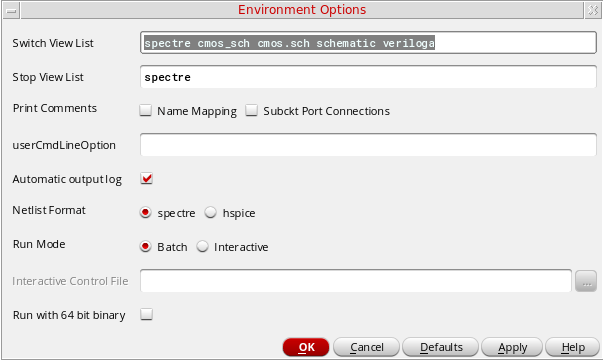 Environment Options
Switch View List spectre cmos_sch cmos.sch schematic veriloga
Stop View List spectre
Print Comments Name Mapping Subckt Port Connections
userCmdLineOption
Automatic output log
Netlist Format spectre hspice
Run Mode Batch Interactive
Interactive Control File ...
Run with 64 bit binary
OK Cancel Defaults Apply Help